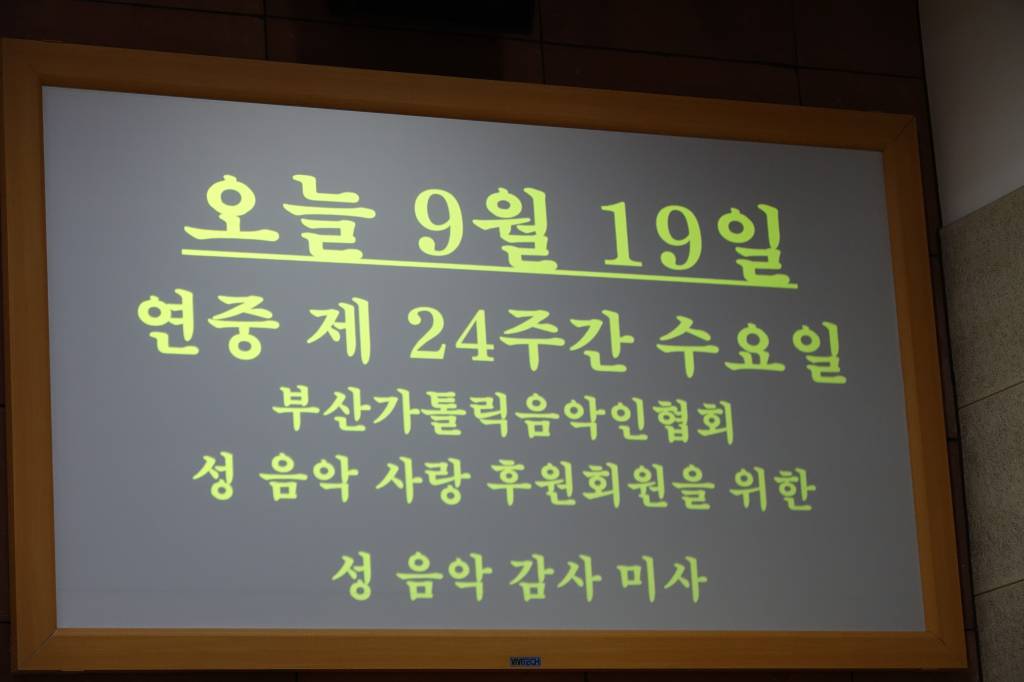 오늘 9월 19일
연중 제 24주간 수요일
부산가톨릭음악인협회
성 음악 사랑 후원회원을 위한
성 음악 감사 미사
VIVITECH